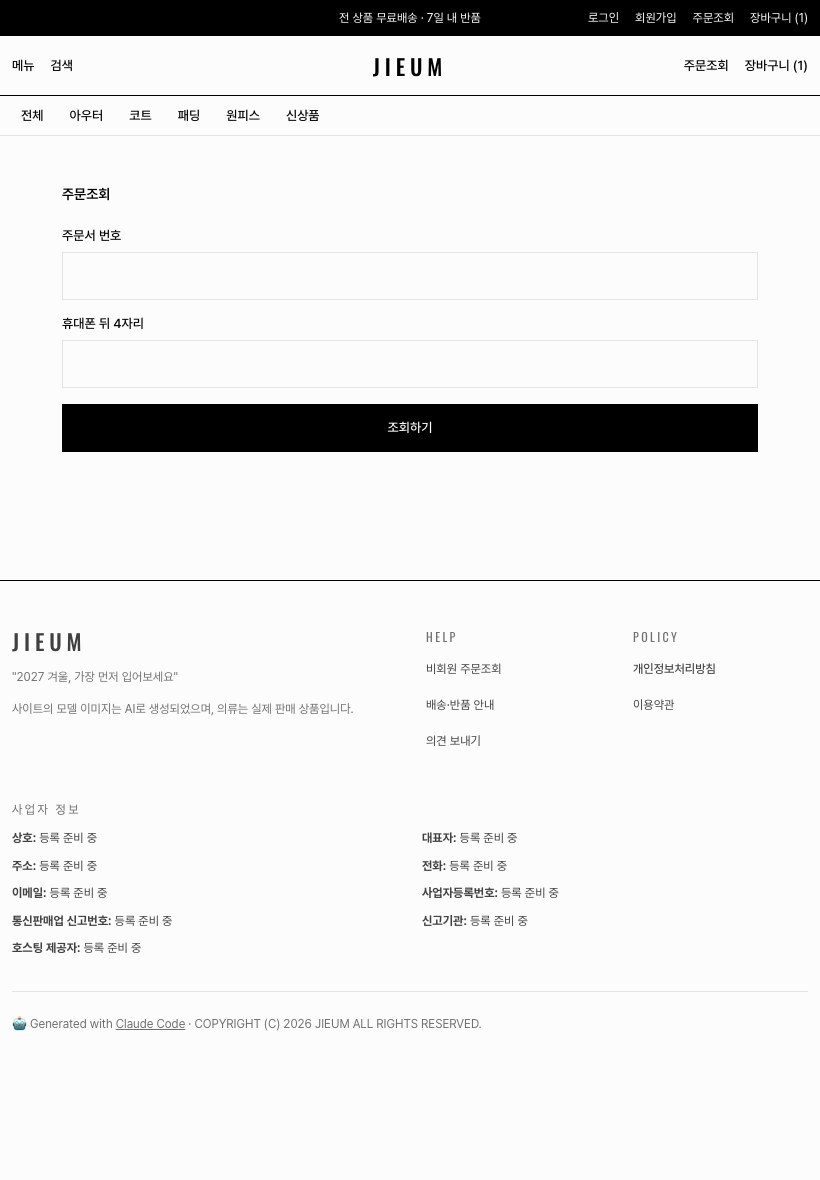 전 상품 무료배송 · 7일 내 반품
로그인 회원가입 주문조회 장바구니 (1)
메뉴 검색 JIEUM 주문조회 장바구니 (1)
전체 아우터 코트 패딩 원피스 신상품
주문조회
주문서 번호
휴대폰 뒤 4자리
조회하기
JIEUM
"2027 겨울, 가장 먼저 입어보세요"
사이트의 모델 이미지는 AI로 생성되었으며, 의류는 실제 판매 상품입니다.
HELP
비회원 주문조회
배송·반품 안내
의견 보내기
POLICY
개인정보처리방침
이용약관
사업자 정보
상호: 등록 준비 중
대표자: 등록 준비 중
주소: 등록 준비 중
전화: 등록 준비 중
이메일: 등록 준비 중
사업자등록번호: 등록 준비 중
통신판매업 신고번호: 등록 준비 중
신고기관: 등록 준비 중
호스팅 제공자: 등록 준비 중
🤖 Generated with Claude Code · COPYRIGHT (C) 2026 JIEUM ALL RIGHTS RESERVED.